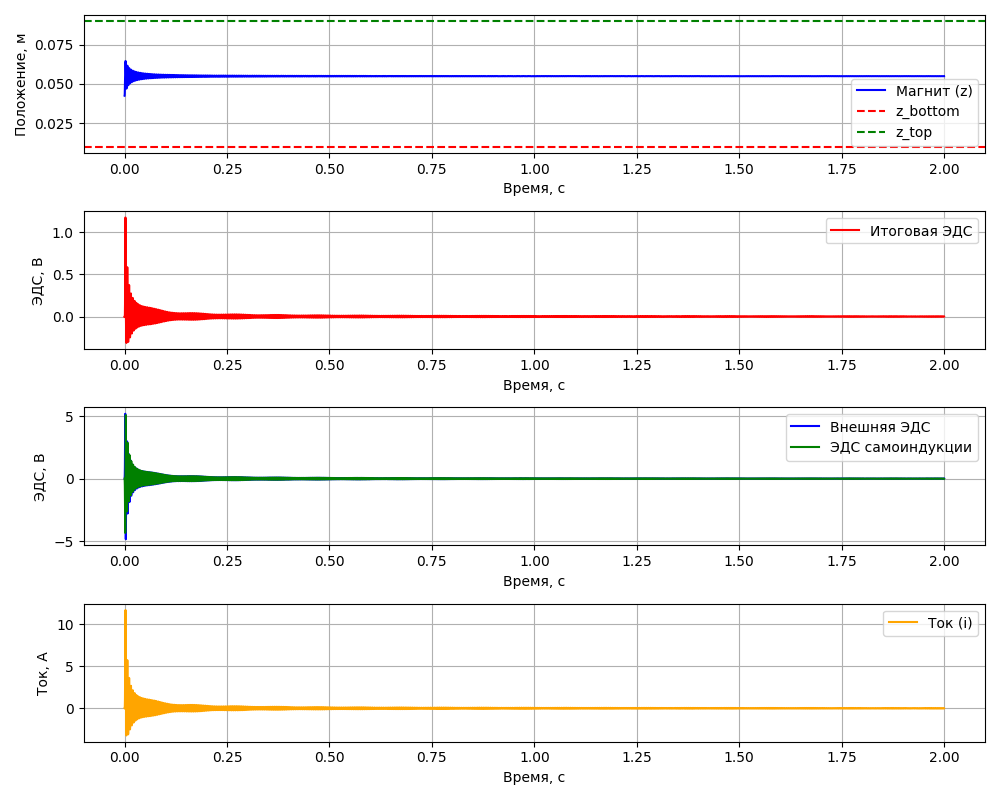 Положение, м
0.075
0.050
0.025
Магнит (z)
z_bottom
z_top
0.00 0.25 0.50 0.75 1.00 1.25 1.50 1.75 2.00
Время, с
ЭДС, В
1.0
0.5
0.0
Итоговая ЭДС
0.00 0.25 0.50 0.75 1.00 1.25 1.50 1.75 2.00
Время, с
ЭДС, В
5
0
−5
Внешняя ЭДС
ЭДС самоиндукции
0.00 0.25 0.50 0.75 1.00 1.25 1.50 1.75 2.00
Время, с
Ток, А
10
5
0
Ток (i)
0.00 0.25 0.50 0.75 1.00 1.25 1.50 1.75 2.00
Время, с